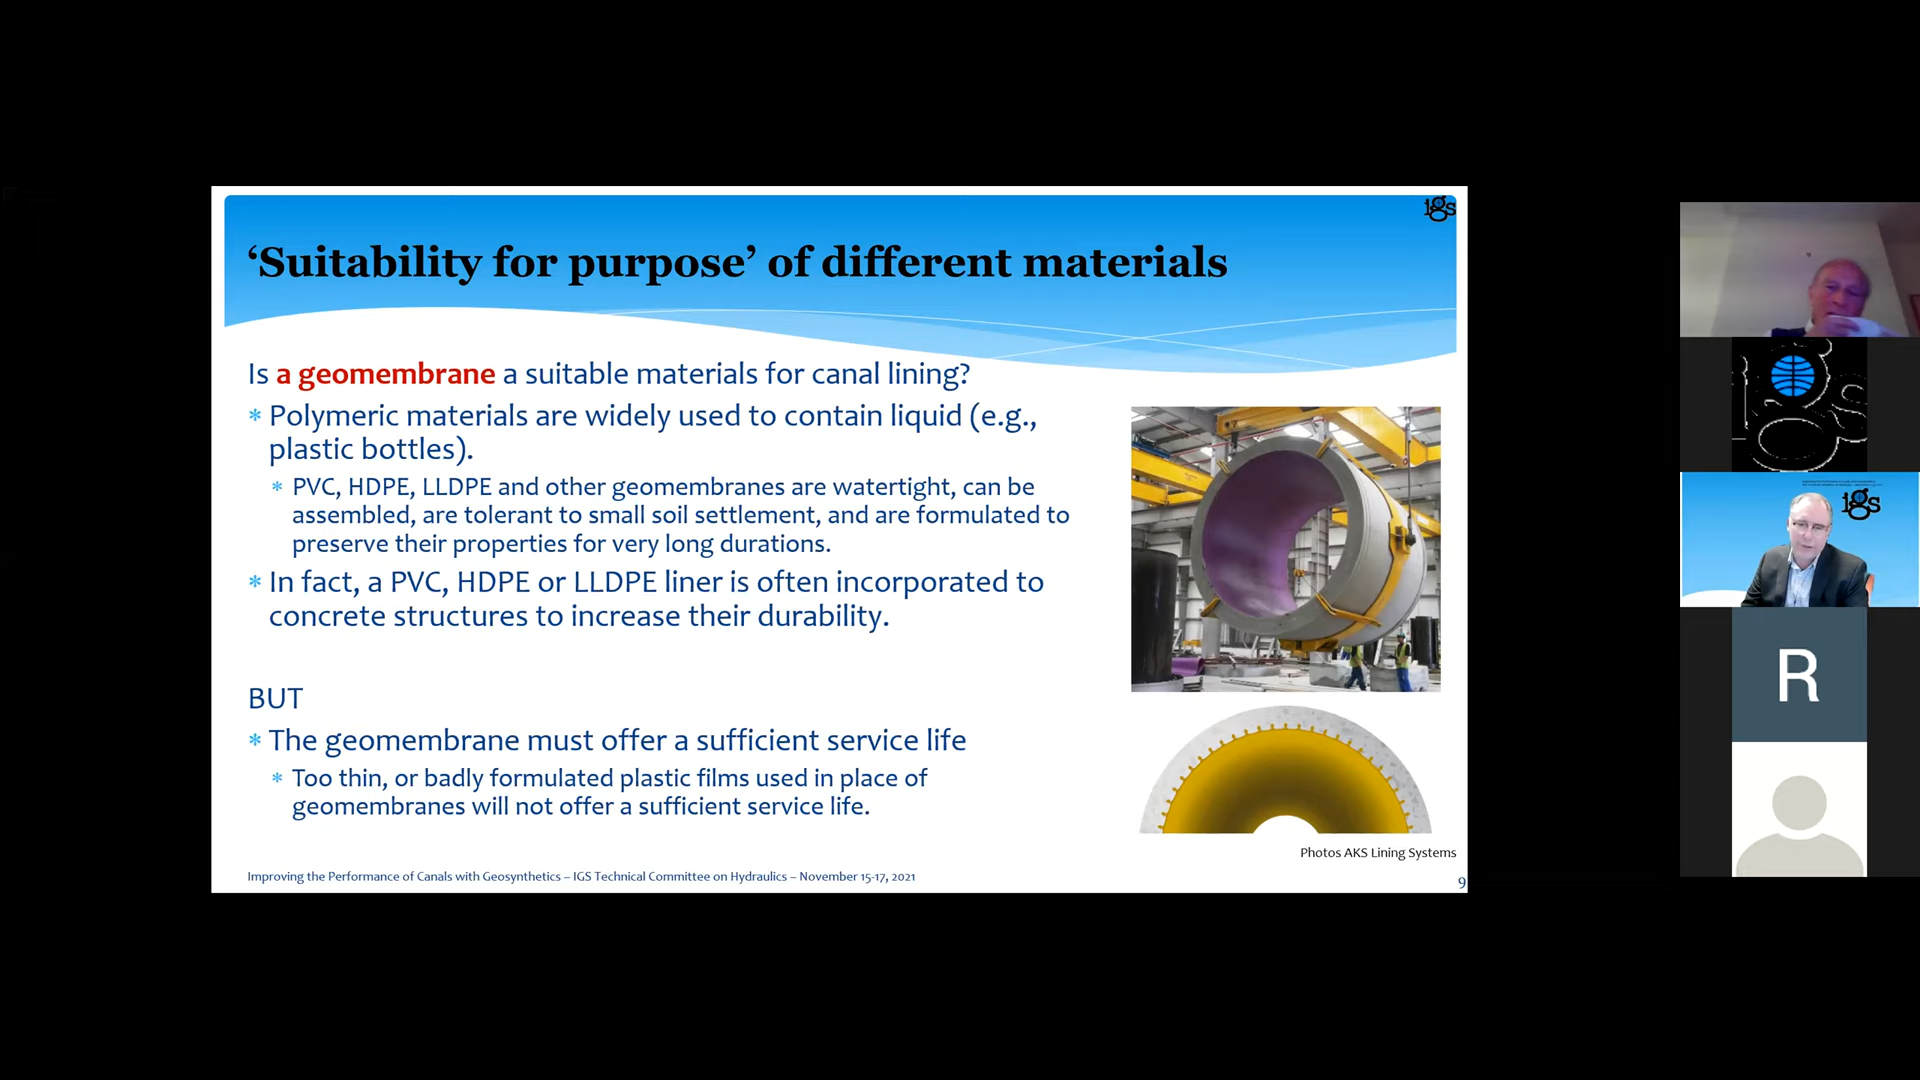 igs
‘Suitability for purpose’ of different materials
Is a geomembrane a suitable materials for canal lining?
* Polymeric materials are widely used to contain liquid (e.g.,
plastic bottles).
* PVC, HDPE, LLDPE and other geomembranes are watertight, can be
assembled, are tolerant to small soil settlement, and are formulated to
preserve their properties for very long durations.
* In fact, a PVC, HDPE or LLDPE liner is often incorporated to
concrete structures to increase their durability.
BUT
* The geomembrane must offer a sufficient service life
* Too thin, or badly formulated plastic films used in place of
geomembranes will not offer a sufficient service life.
Photos AKS Lining Systems
Improving the Performance of Canals with Geosynthetics – IGS Technical Committee on Hydraulics – November 15-17, 2021
9
igs
igs
R